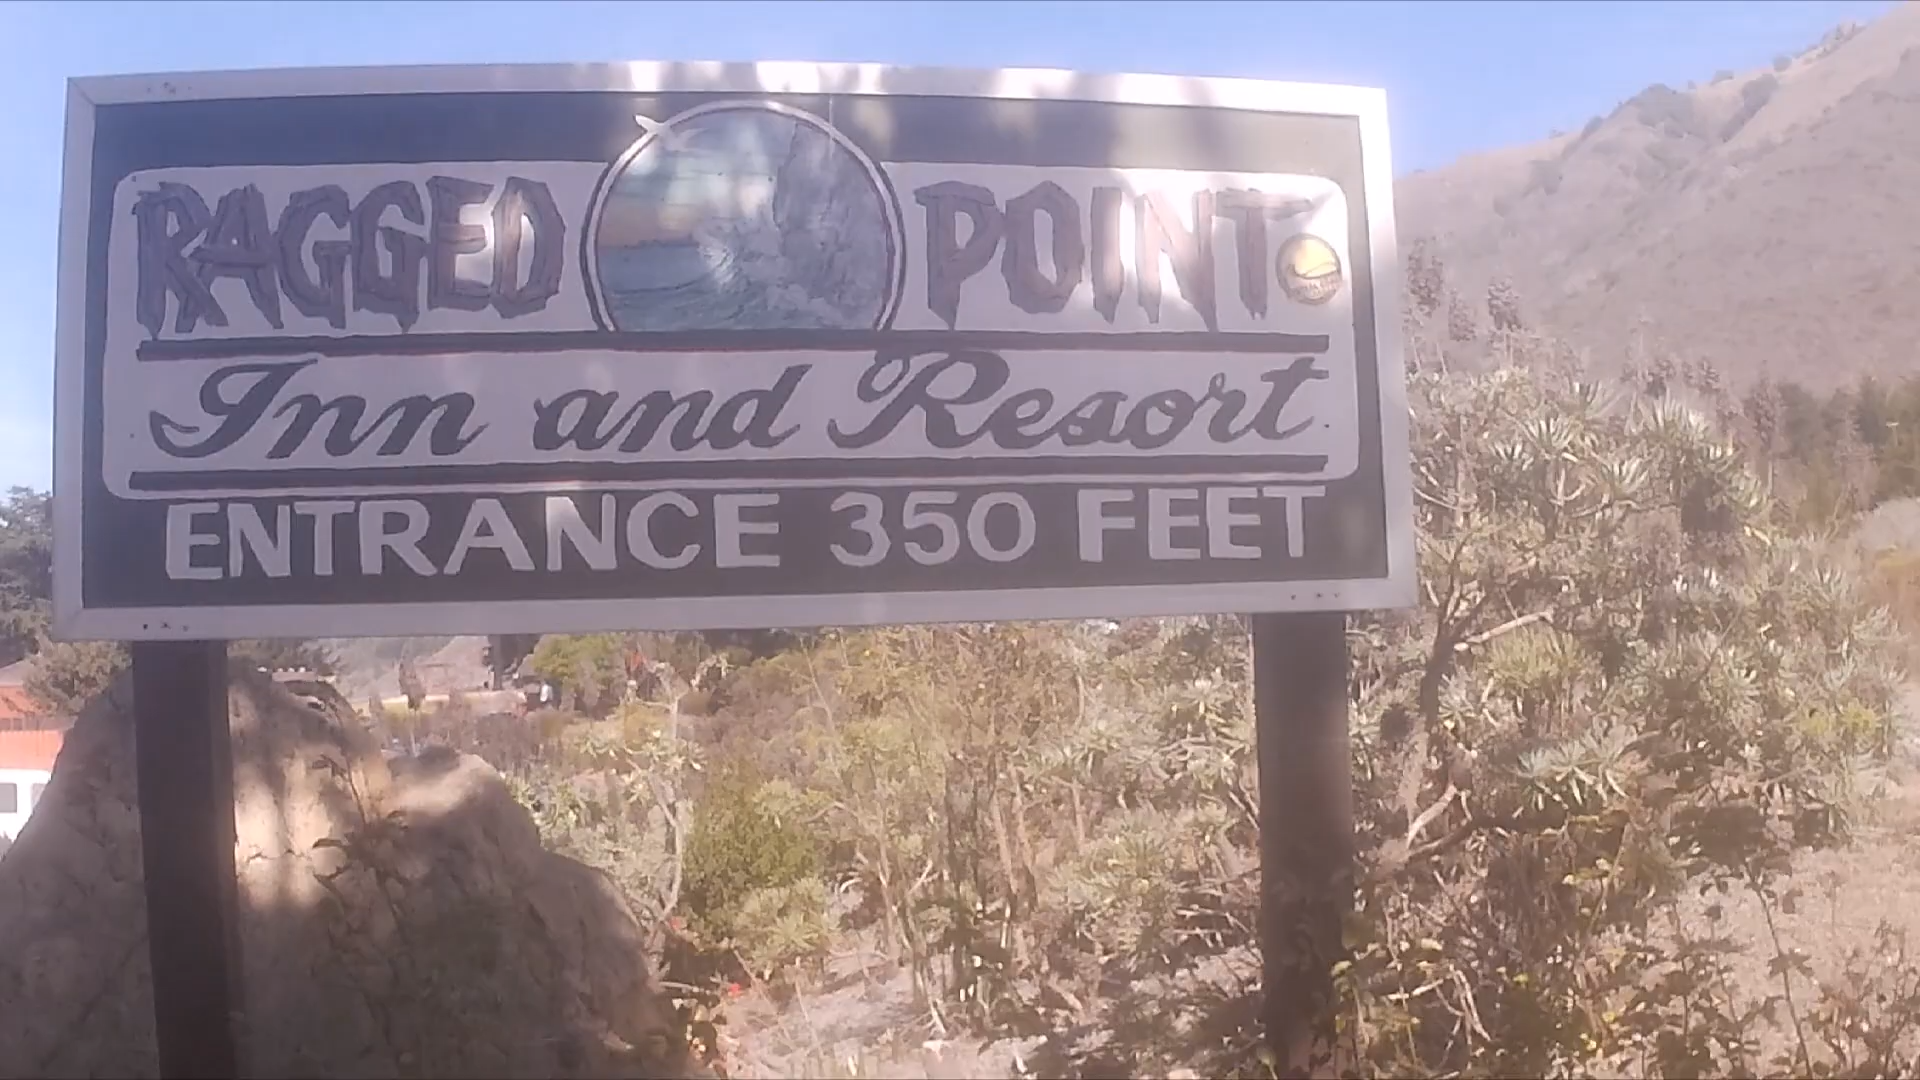 RAGGED POINT
Inn and Resort
ENTRANCE 350 FEET